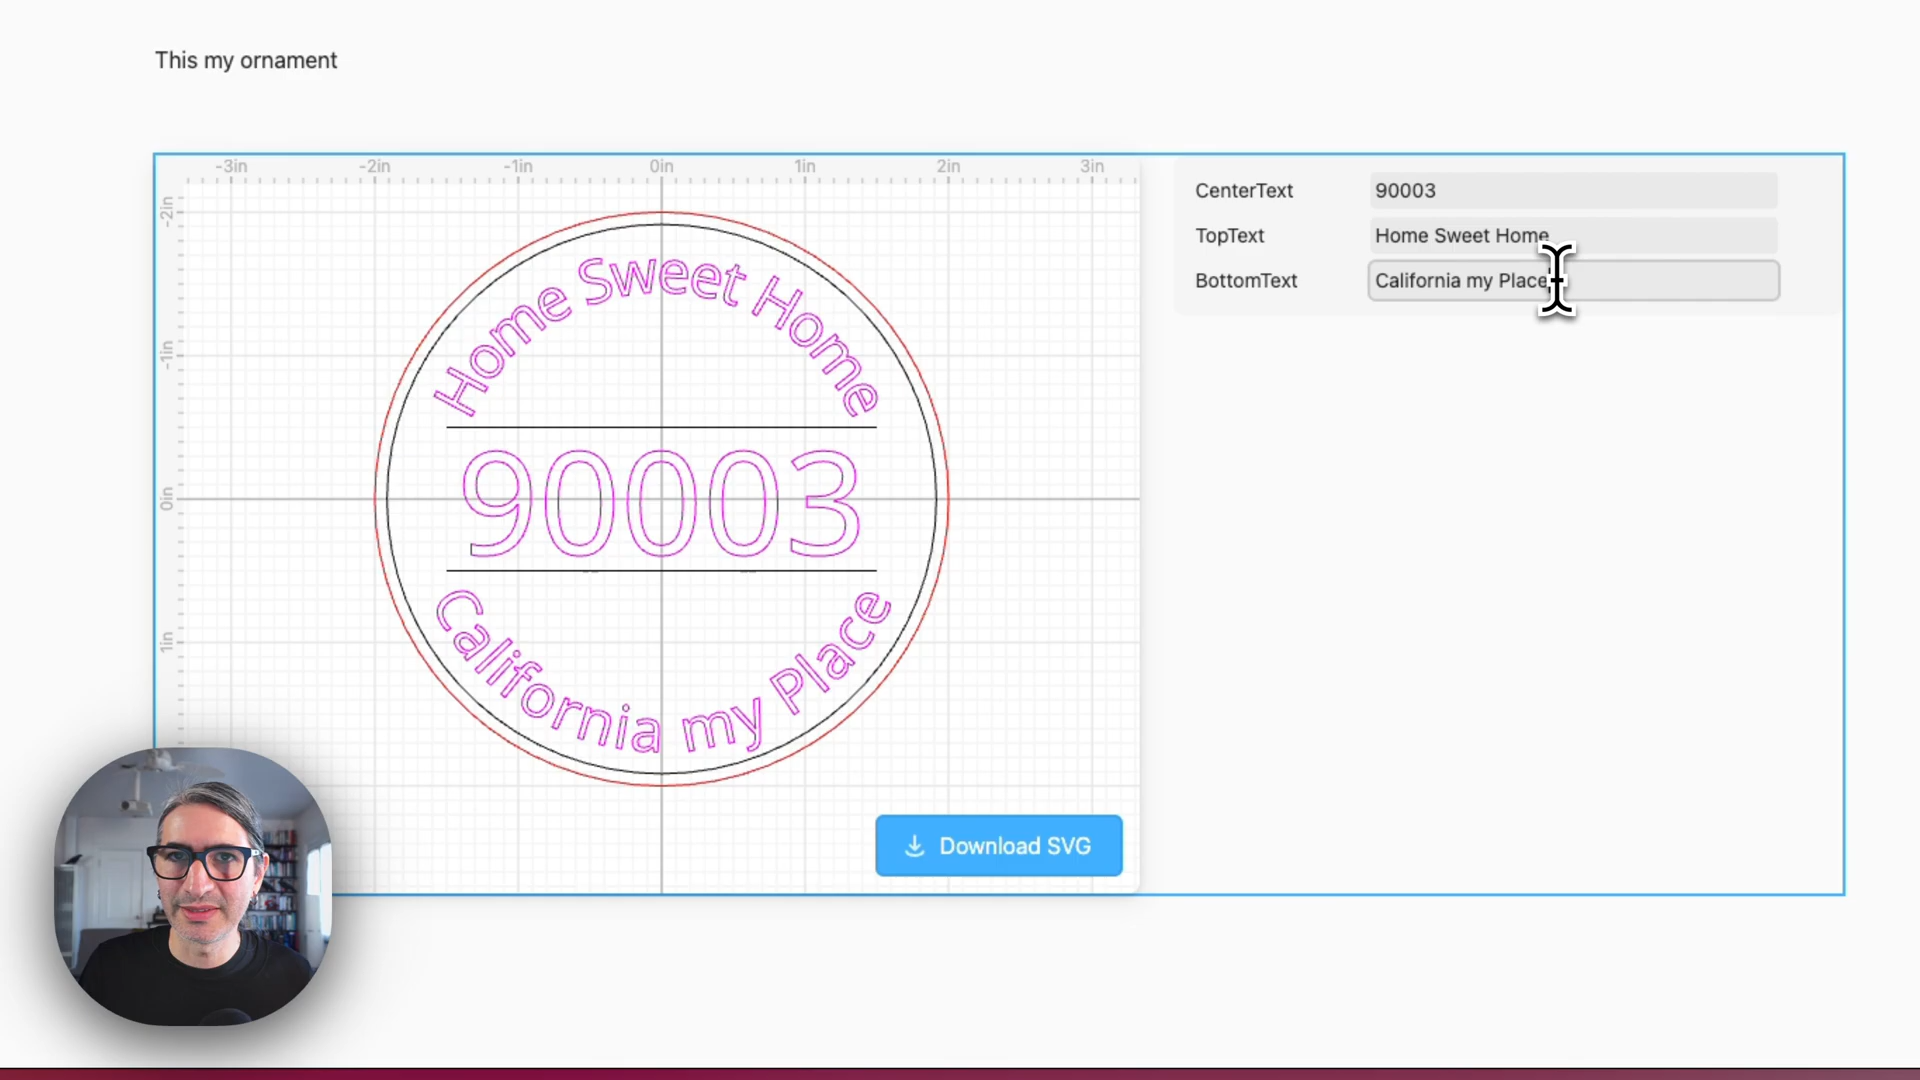 This my ornament
-3in -2in -1in 0in 1in 2in 3in
-2in
-1in
0in
1in
Home Sweet Home
90003
California my Place
Download SVG
CenterText 90003
TopText Home Sweet Home
BottomText California my Place